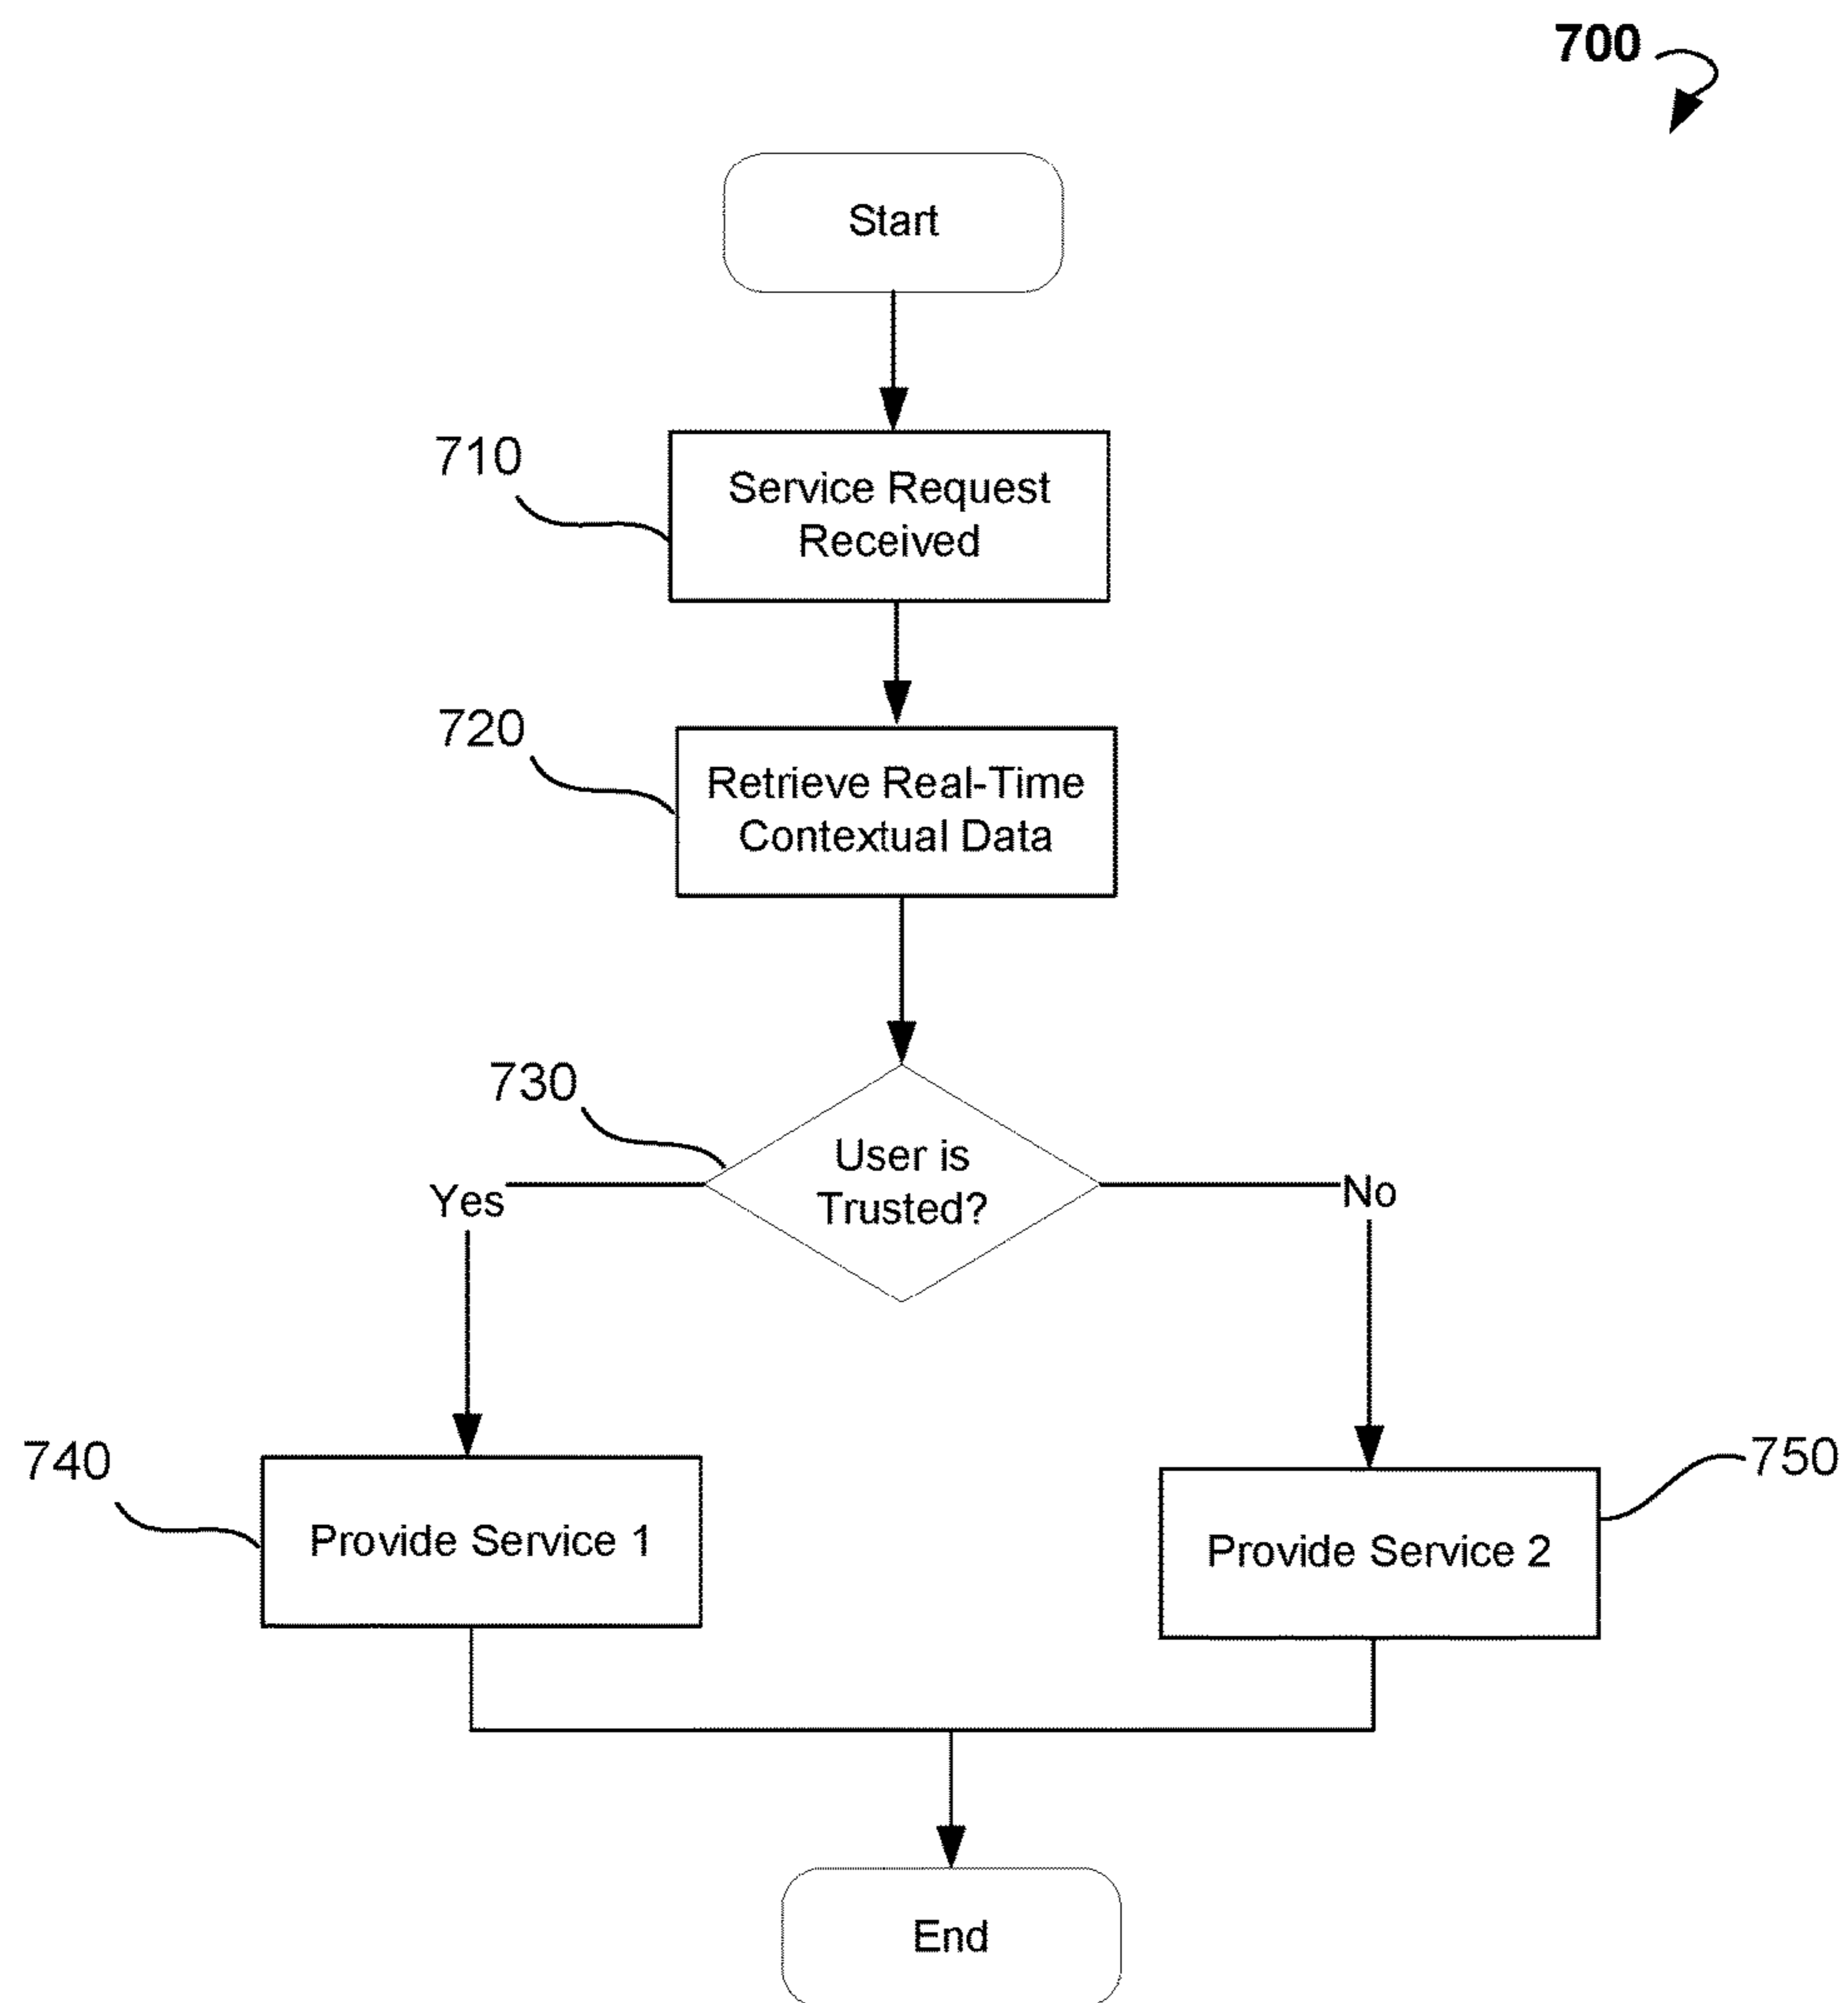 700
Start
710
Service Request
Received
720
Retrieve Real-Time
Contextual Data
730
User is
Trusted?
Yes
No
740
Provide Service 1
750
Provide Service 2
End